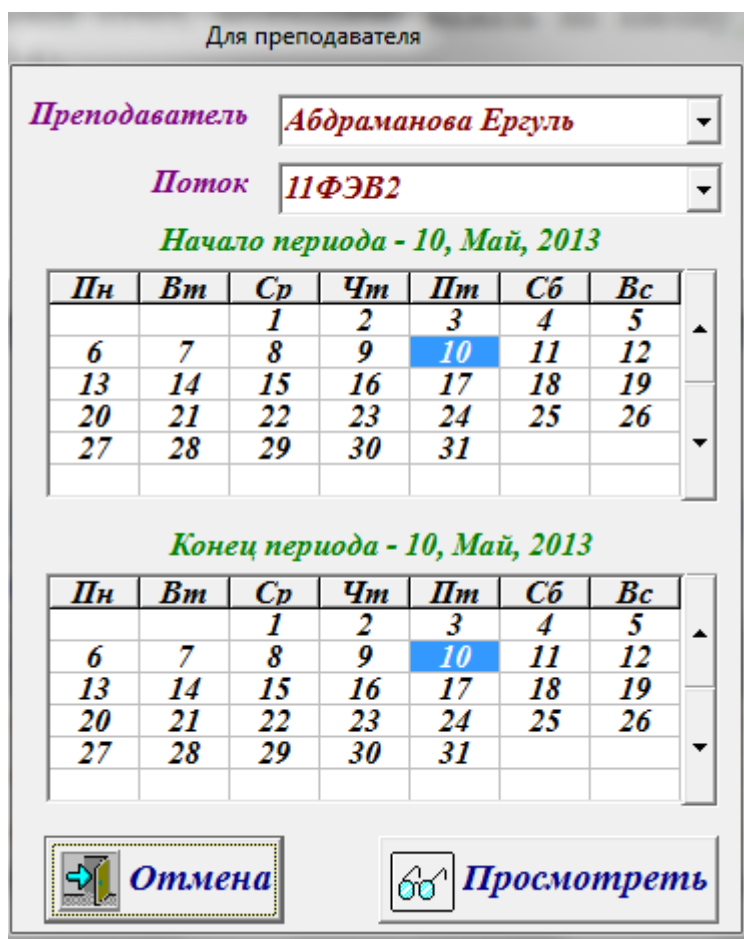 Для преподавателя
Преподаватель Абдраманова Ергуль
Поток 11ФЭВ2
Начало периода - 10, Май, 2013
Пн Вт Ср Чт Пт Сб Вс
1 2 3 4 5
6 7 8 9 10 11 12
13 14 15 16 17 18 19
20 21 22 23 24 25 26
27 28 29 30 31
Конец периода - 10, Май, 2013
Пн Вт Ср Чт Пт Сб Вс
1 2 3 4 5
6 7 8 9 10 11 12
13 14 15 16 17 18 19
20 21 22 23 24 25 26
27 28 29 30 31
Отмена Просмотреть